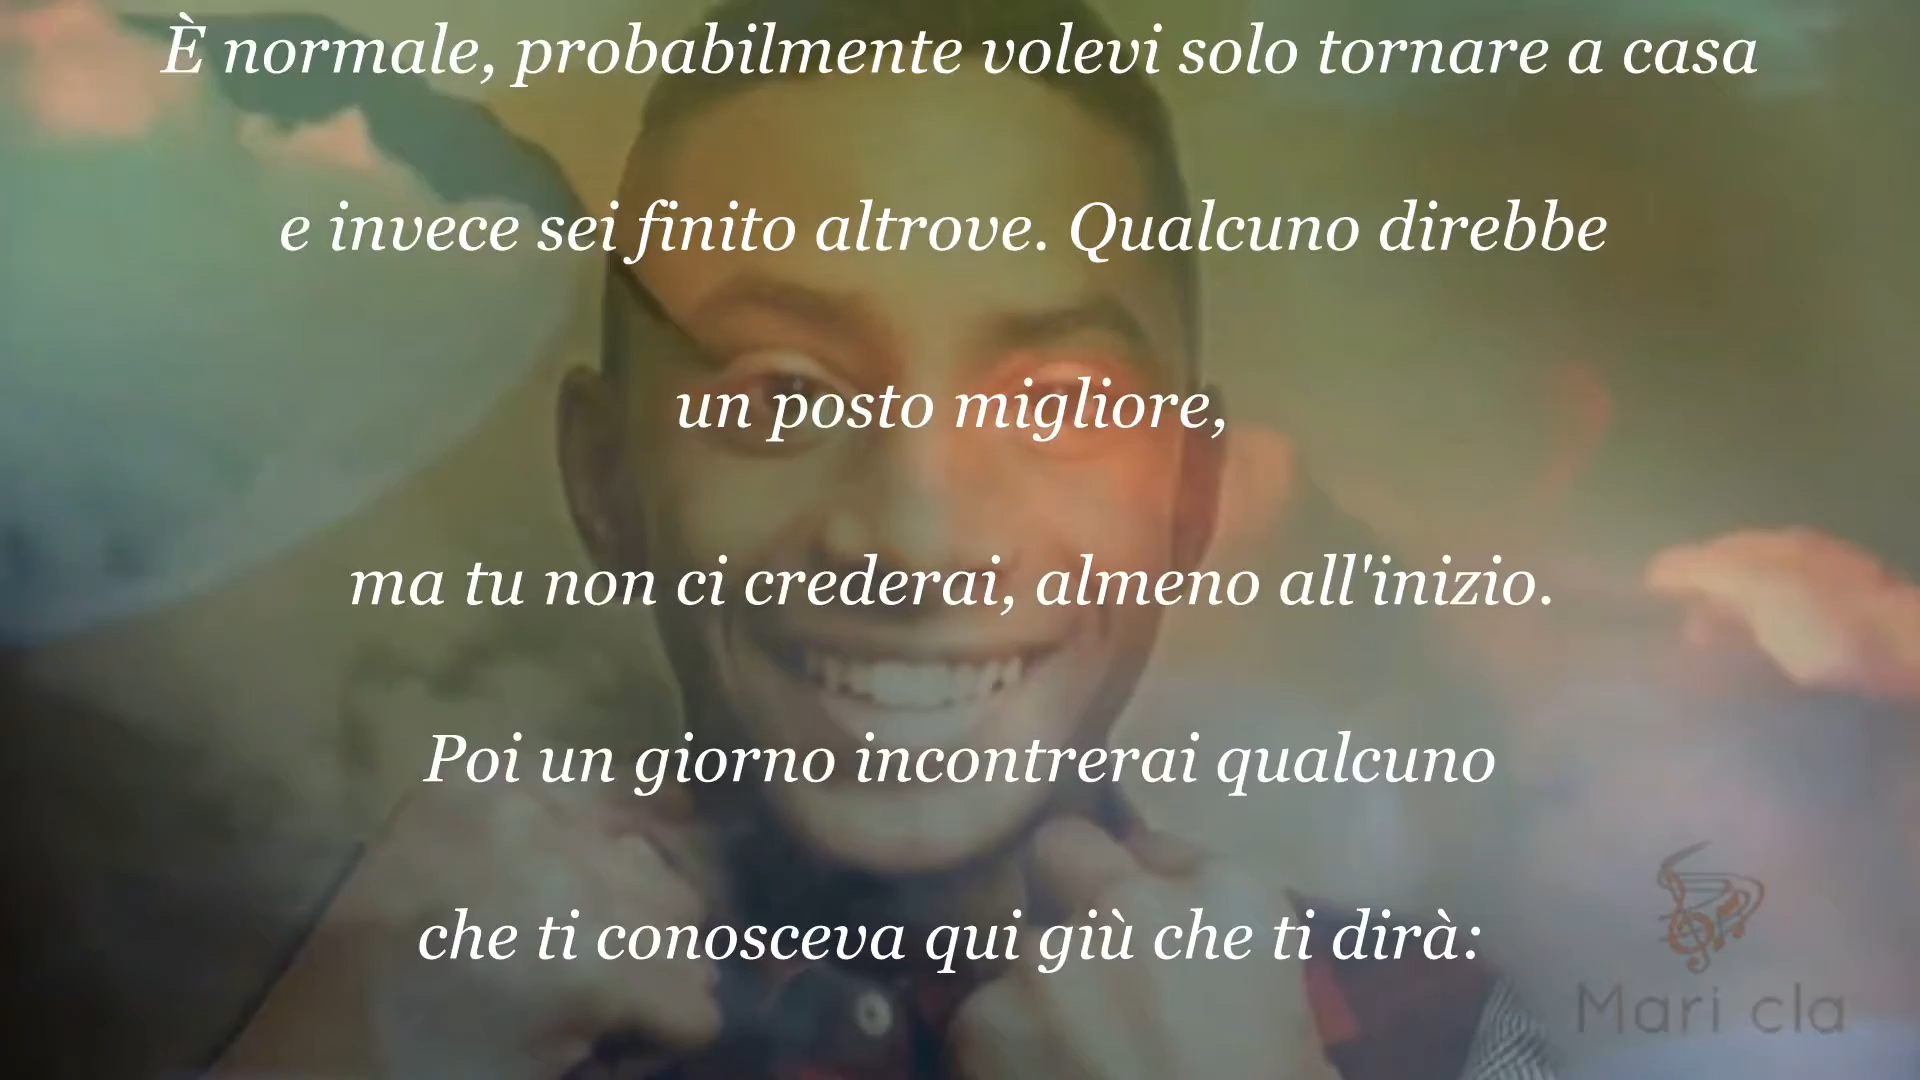 È normale, probabilmente volevi solo tornare a casa
e invece sei finito altrove. Qualcuno direbbe
un posto migliore,
ma tu non ci crederai, almeno all'inizio.
Poi un giorno incontrerai qualcuno
che ti conosceva qui giù che ti dirà:
Mari cla